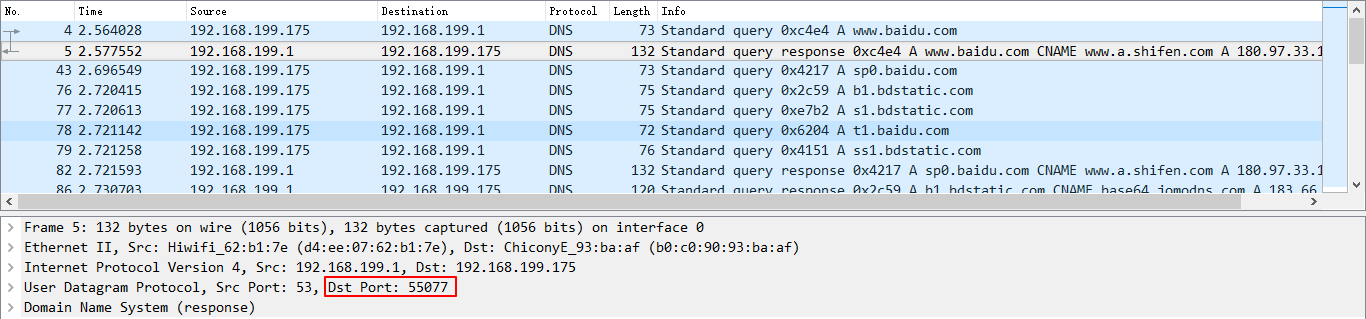 No. Time Source Destination Protocol Length Info
4 2.564028 192.168.199.175 192.168.199.1 DNS 73 Standard query 0xc4e4 A www.baidu.com
5 2.577552 192.168.199.1 192.168.199.175 DNS 132 Standard query response 0xc4e4 A www.baidu.com CNAME www.a.shifen.com A 180.97.33.1
43 2.696549 192.168.199.175 192.168.199.1 DNS 73 Standard query 0x4217 A sp0.baidu.com
76 2.720415 192.168.199.175 192.168.199.1 DNS 75 Standard query 0x2c59 A b1.bdstatic.com
77 2.720613 192.168.199.175 192.168.199.1 DNS 75 Standard query 0xe7b2 A s1.bdstatic.com
78 2.721142 192.168.199.175 192.168.199.1 DNS 72 Standard query 0x6204 A t1.baidu.com
79 2.721258 192.168.199.175 192.168.199.1 DNS 76 Standard query 0x4151 A ss1.bdstatic.com
82 2.721593 192.168.199.1 192.168.199.175 DNS 132 Standard query response 0x4217 A sp0.baidu.com CNAME www.a.shifen.com A 180.97.33.1
86 2.730703 192.168.199.1 192.168.199.175 DNS 120 Standard query response 0x2c59 A b1.bdstatic.com CNAME base64.jomodns.com A 183.66
Frame 5: 132 bytes on wire (1056 bits), 132 bytes captured (1056 bits) on interface 0
Ethernet II, Src: Hiwifi_62:b1:7e (d4:ee:07:62:b1:7e), Dst: ChiconyE_93:ba:af (b0:c0:90:93:ba:af)
Internet Protocol Version 4, Src: 192.168.199.1, Dst: 192.168.199.175
User Datagram Protocol, Src Port: 53, Dst Port: 55077
Domain Name System (response)